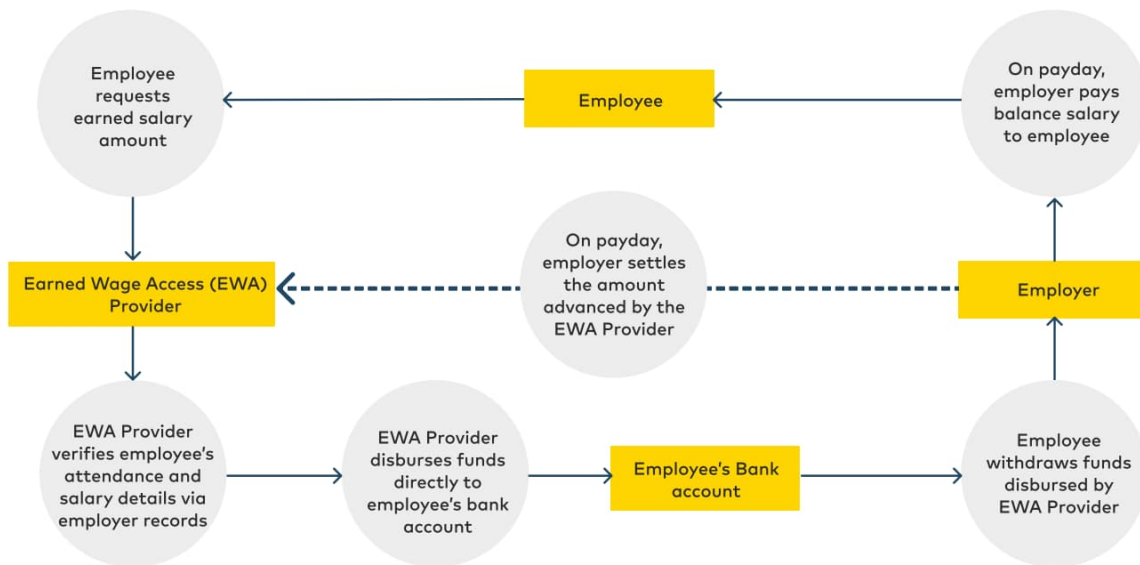 Employee
requests
earned salary
amount
Employee
On payday,
employer pays
balance salary
to employee
Earned Wage Access (EWA)
Provider
On payday,
employer settles
the amount
advanced by the
EWA Provider
Employer
EWA Provider
verifies employee's
attendance and
salary details via
employer records
EWA Provider
disburses funds
directly to
employee's bank
account
Employee's Bank
account
Employee
withdraws funds
disbursed by
EWA Provider